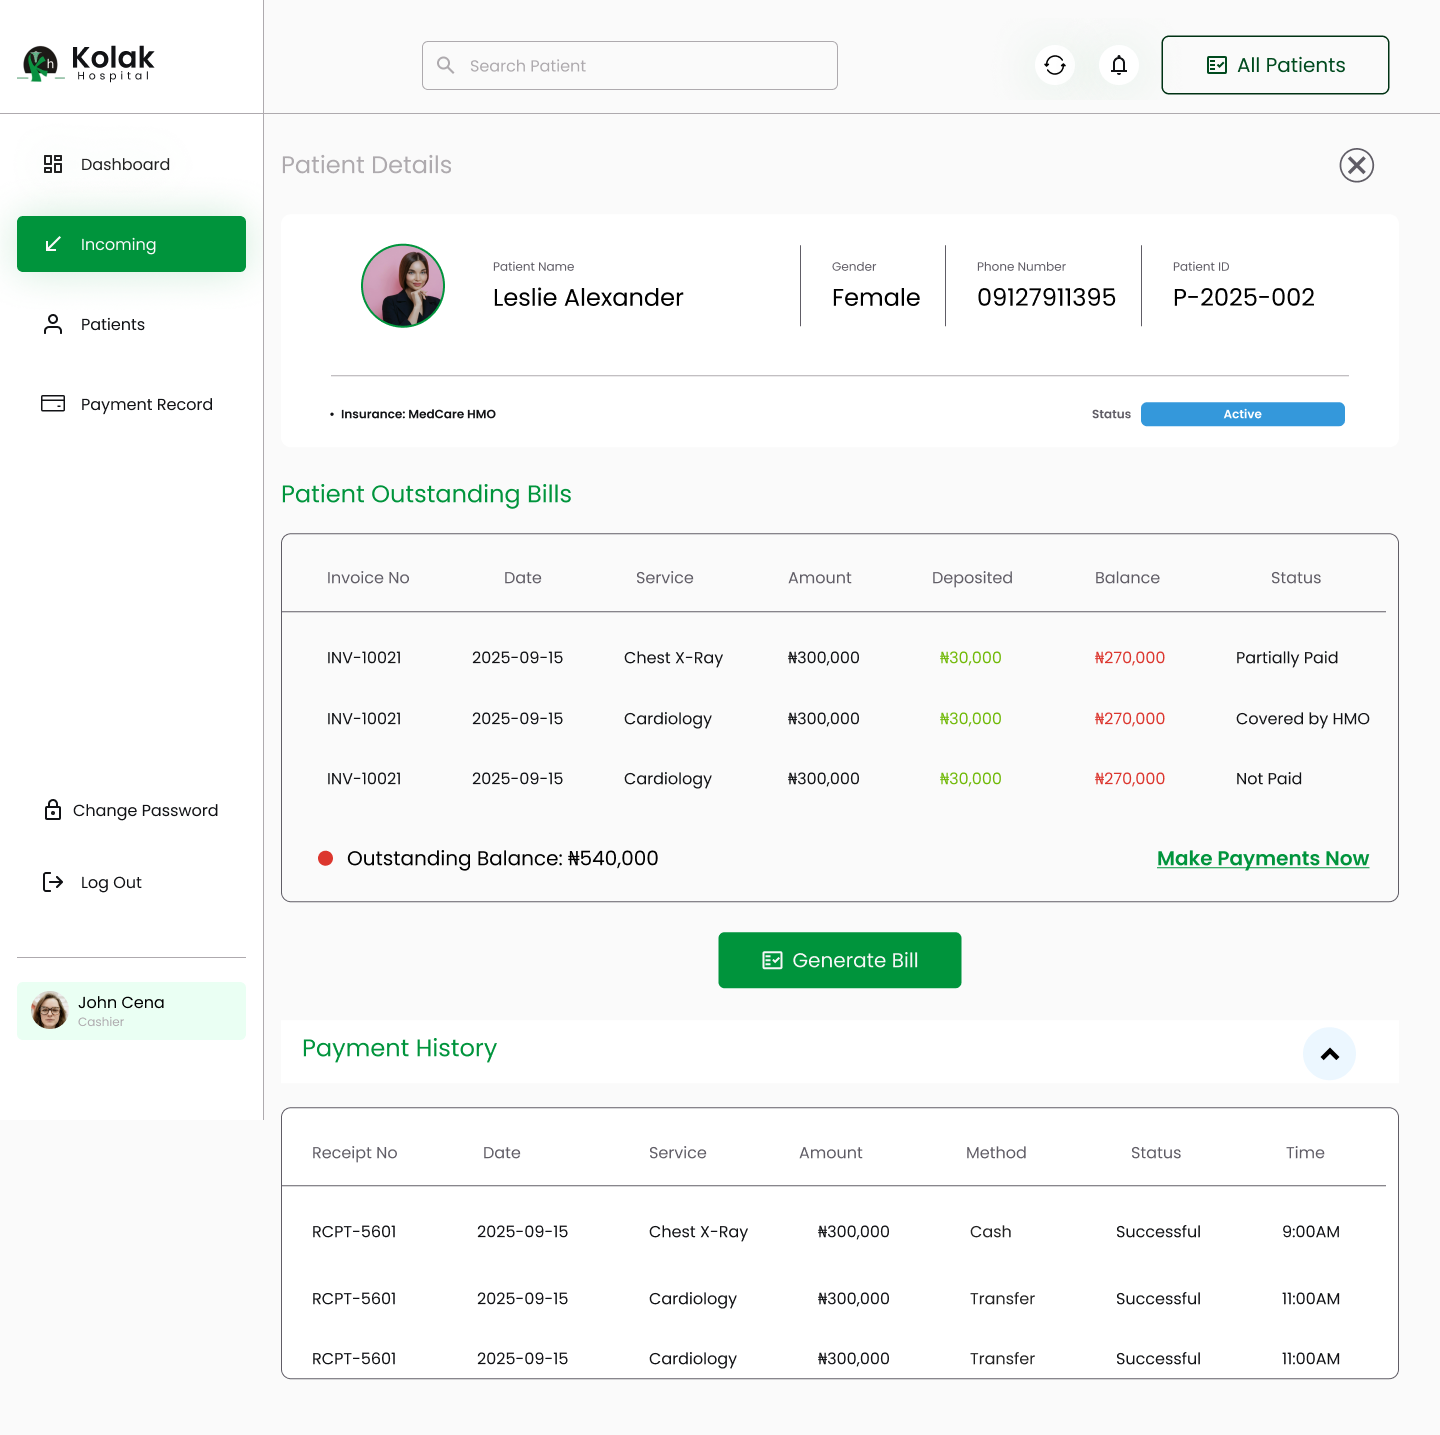 Kolak
Hospital
Search Patient
All Patients
Dashboard
Incoming
Patients
Payment Record
Change Password
Log Out
John Cena
Cashier
Patient Details
Patient Name Gender Phone Number Patient ID
Leslie Alexander Female 09127911395 P-2025-002
• Insurance: MedCare HMO Status Active
Patient Outstanding Bills
Invoice No Date Service Amount Deposited Balance Status
INV-10021 2025-09-15 Chest X-Ray ₦300,000 ₦30,000 ₦270,000 Partially Paid
INV-10021 2025-09-15 Cardiology ₦300,000 ₦30,000 ₦270,000 Covered by HMO
INV-10021 2025-09-15 Cardiology ₦300,000 ₦30,000 ₦270,000 Not Paid
Outstanding Balance: ₦540,000 Make Payments Now
Generate Bill
Payment History
Receipt No Date Service Amount Method Status Time
RCPT-5601 2025-09-15 Chest X-Ray ₦300,000 Cash Successful 9:00AM
RCPT-5601 2025-09-15 Cardiology ₦300,000 Transfer Successful 11:00AM
RCPT-5601 2025-09-15 Cardiology ₦300,000 Transfer Successful 11:00AM